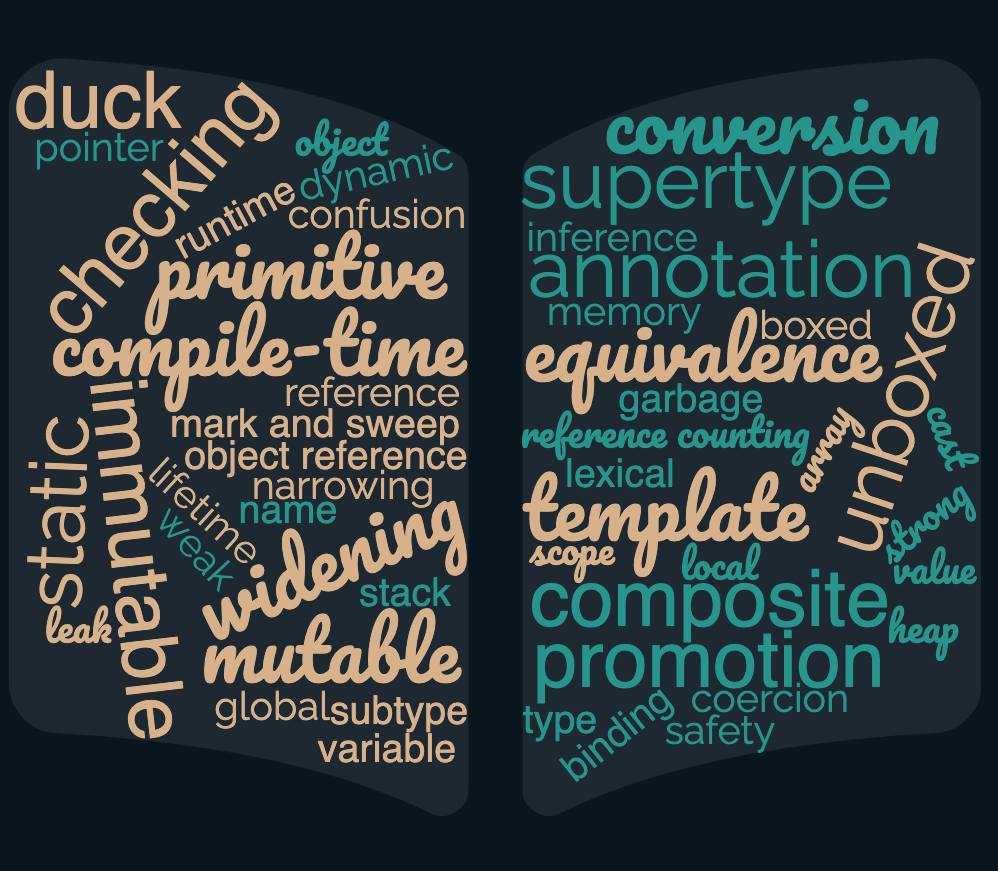 duck
pointer
checking
object
dynamic
runtime
confusion
primitive
compile-time
reference
mark and sweep
object reference
narrowing
static
immutable
lifetime
name
weak
widening
stack
leak
mutable
global
subtype
variable
conversion
supertype
inference
annotation
memory
boxed
unboxed
equivalence
garbage
reference counting
array
cast
lexical
template
strong
scope
local
value
composite
heap
promotion
coercion
type
binding
safety